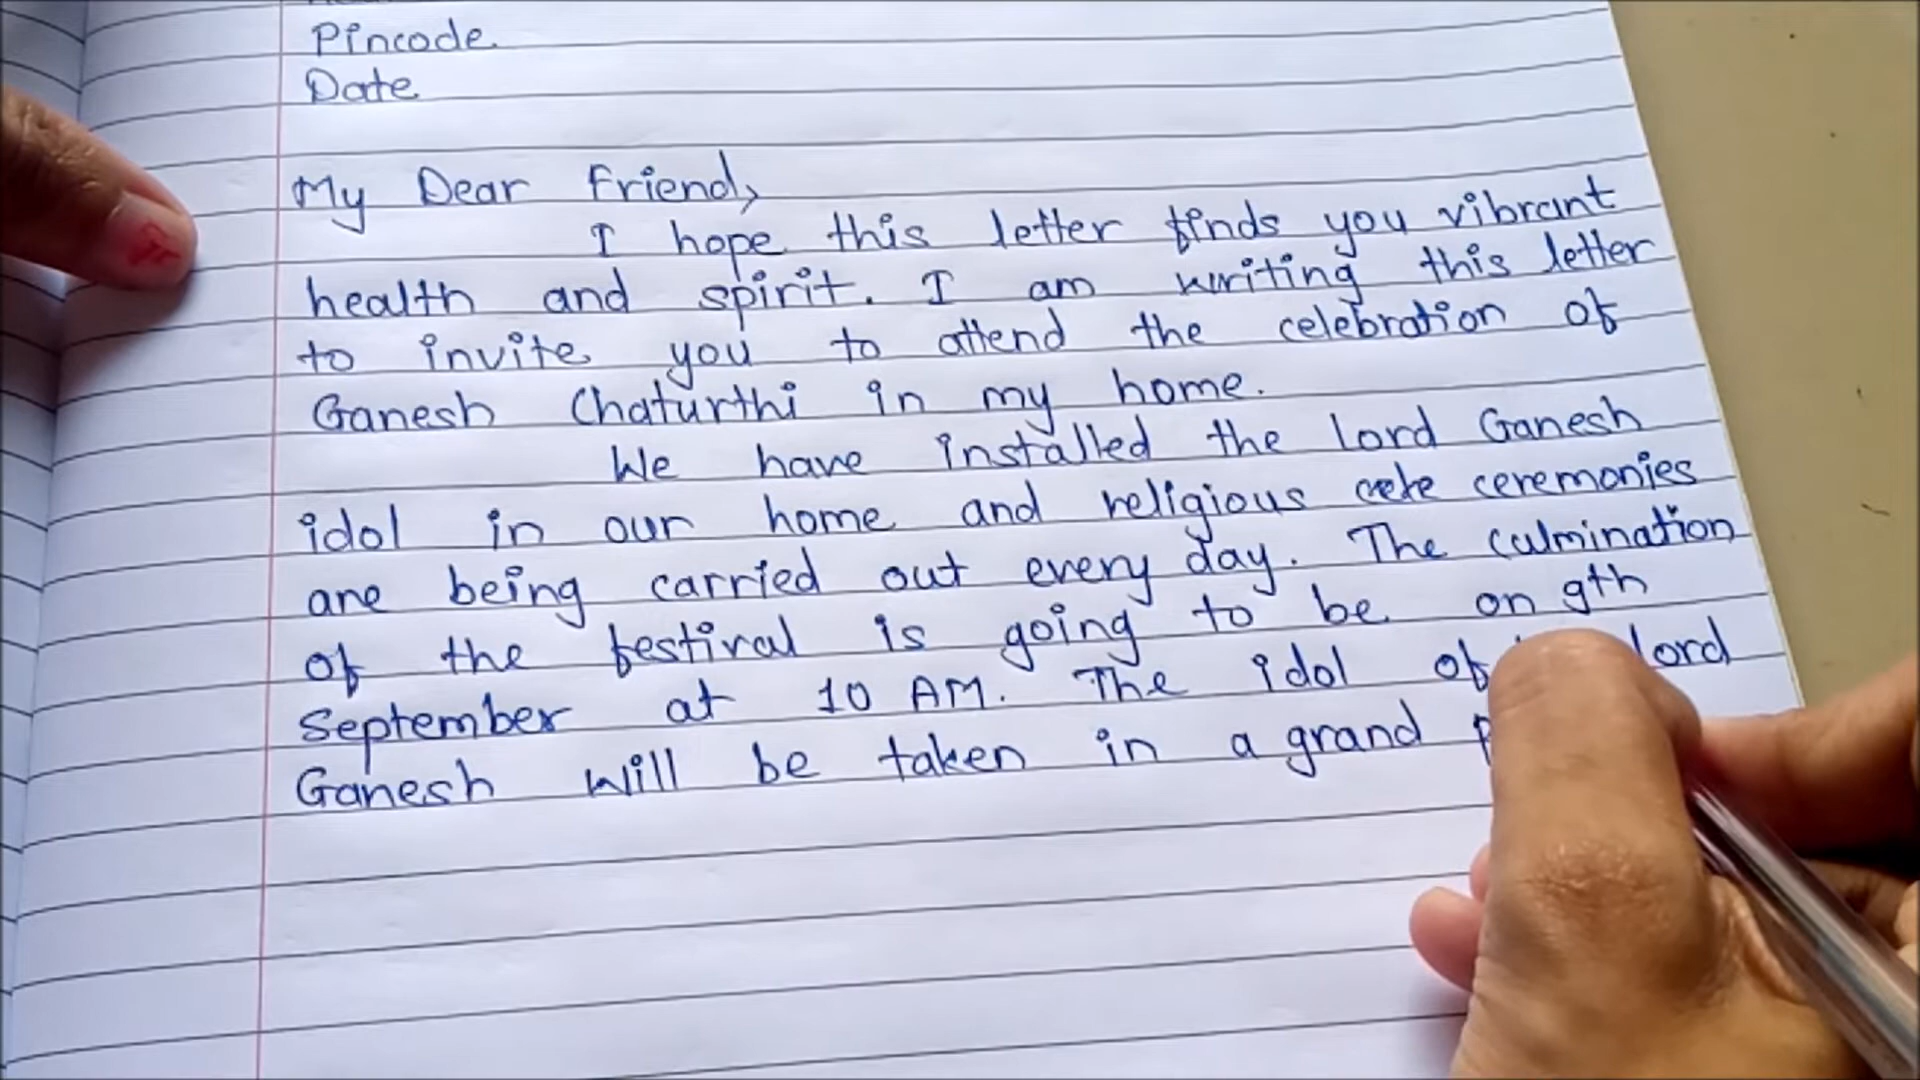 Pincode
Date
My Dear Friend,
I hope this letter finds you vibrant
health and spirit. I am writing this letter
to invite you to attend the celebration of
Ganesh Chaturthi in my home.
We have installed the lord Ganesh
idol in our home and religious ceremonies
are being carried out every day. The culmination
of the festival is going to be on 9th
September at 10 AM. The idol of lord
Ganesh will be taken in a grand